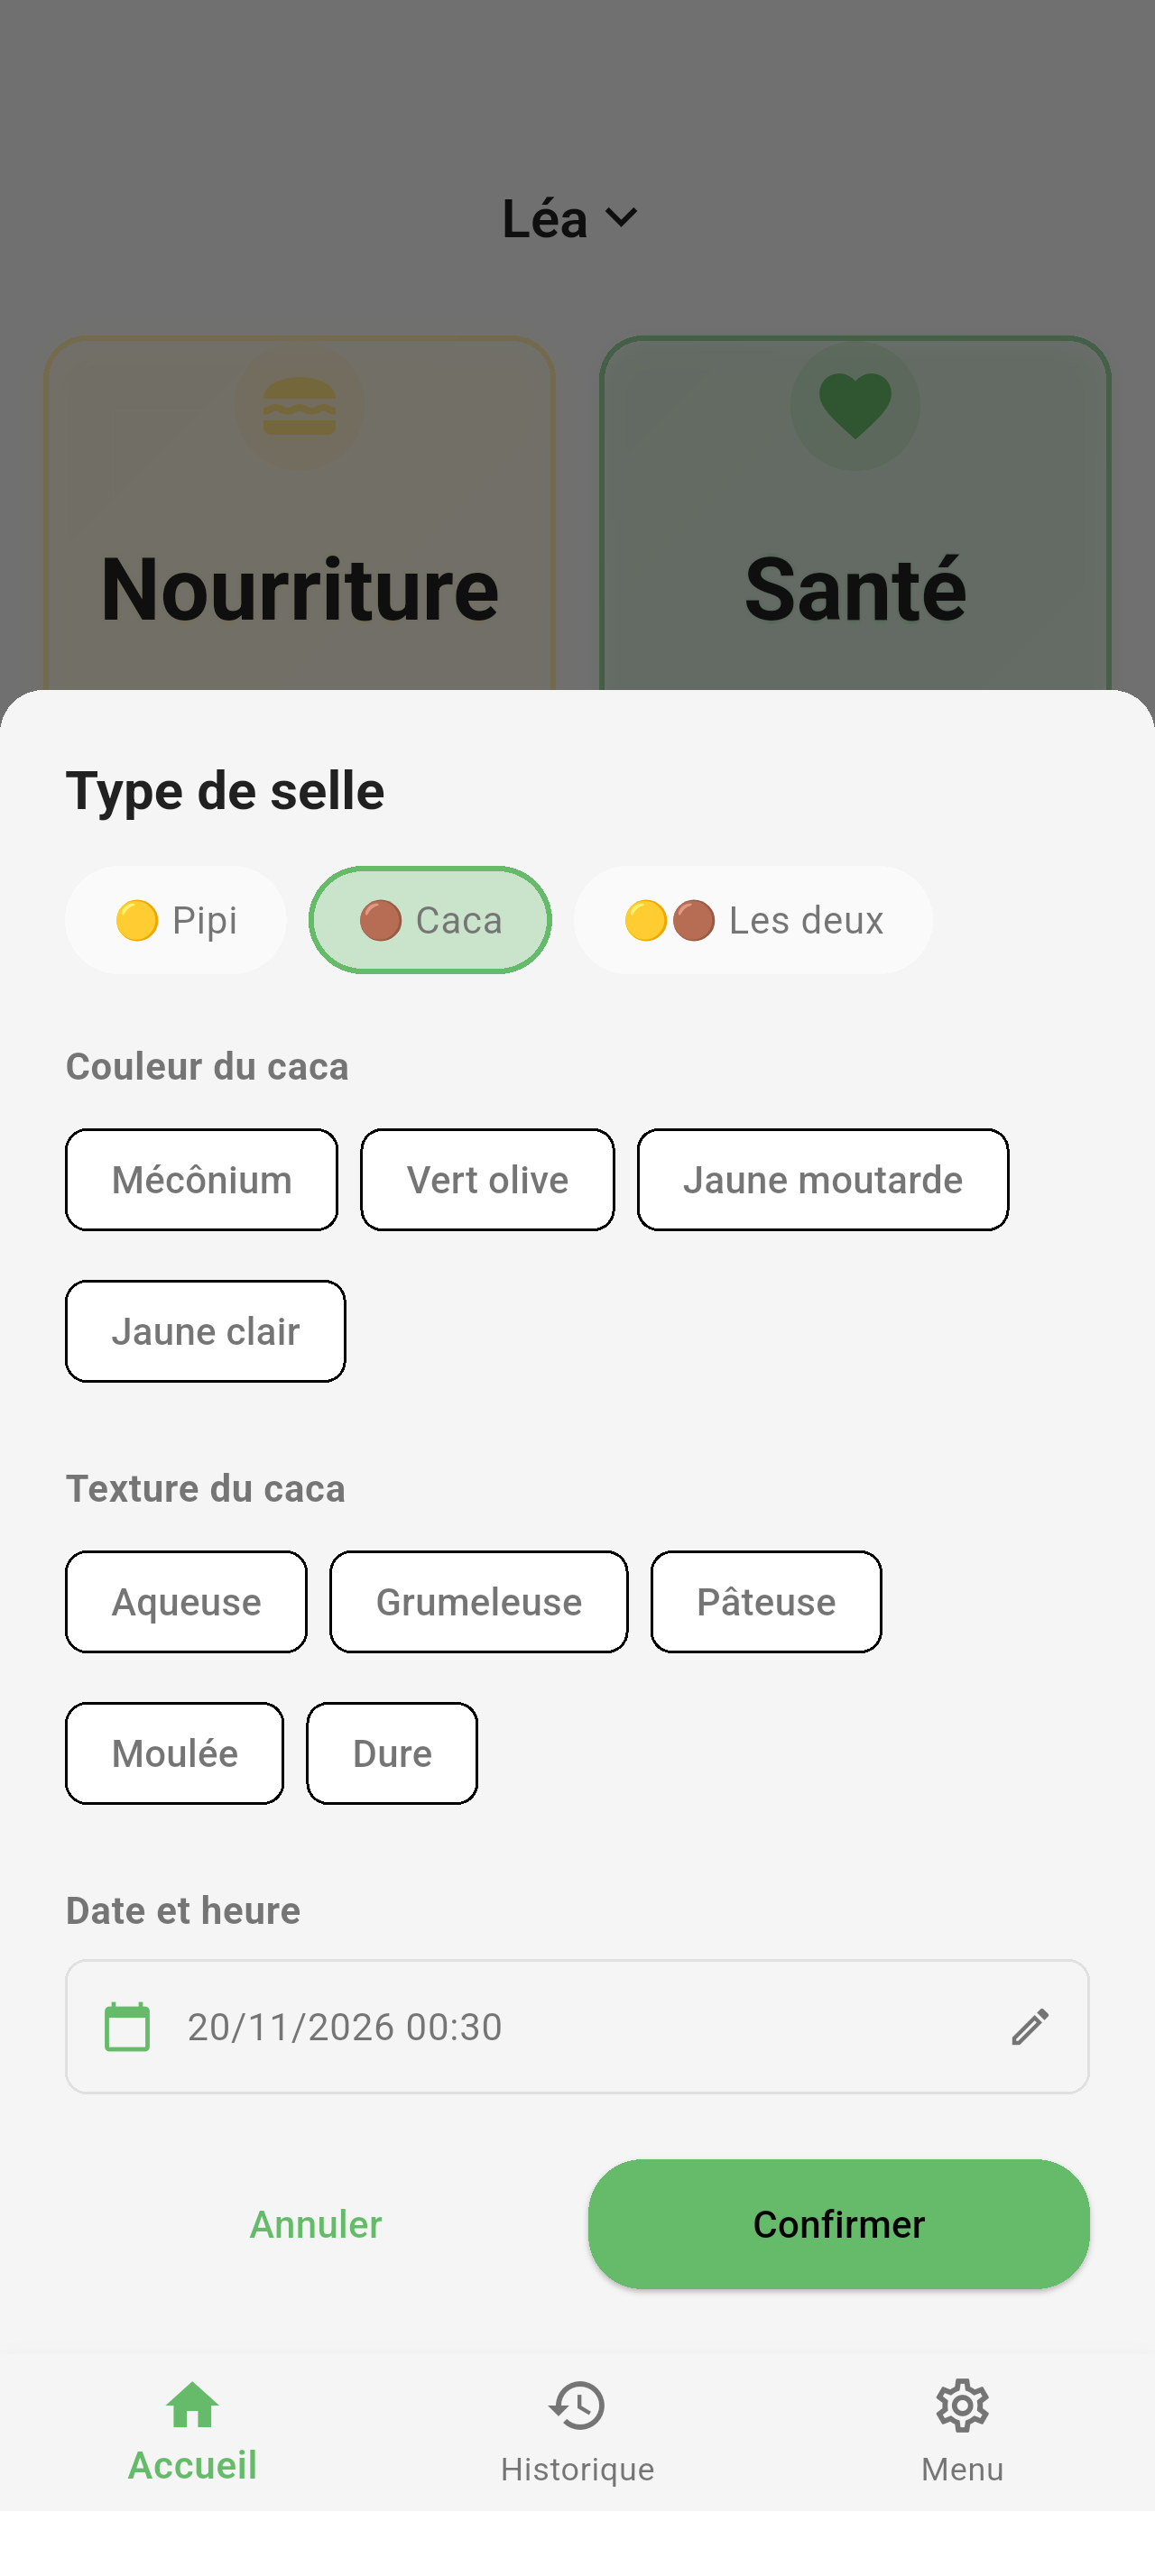 Léa
Nourriture Santé
Type de selle
🟡 Pipi 🟤 Caca 🟡🟤 Les deux
Couleur du caca
Mécônium Vert olive Jaune moutarde
Jaune clair
Texture du caca
Aqueuse Grumeleuse Pâteuse
Moulée Dure
Date et heure
20/11/2026 00:30
Annuler Confirmer
Accueil Historique Menu